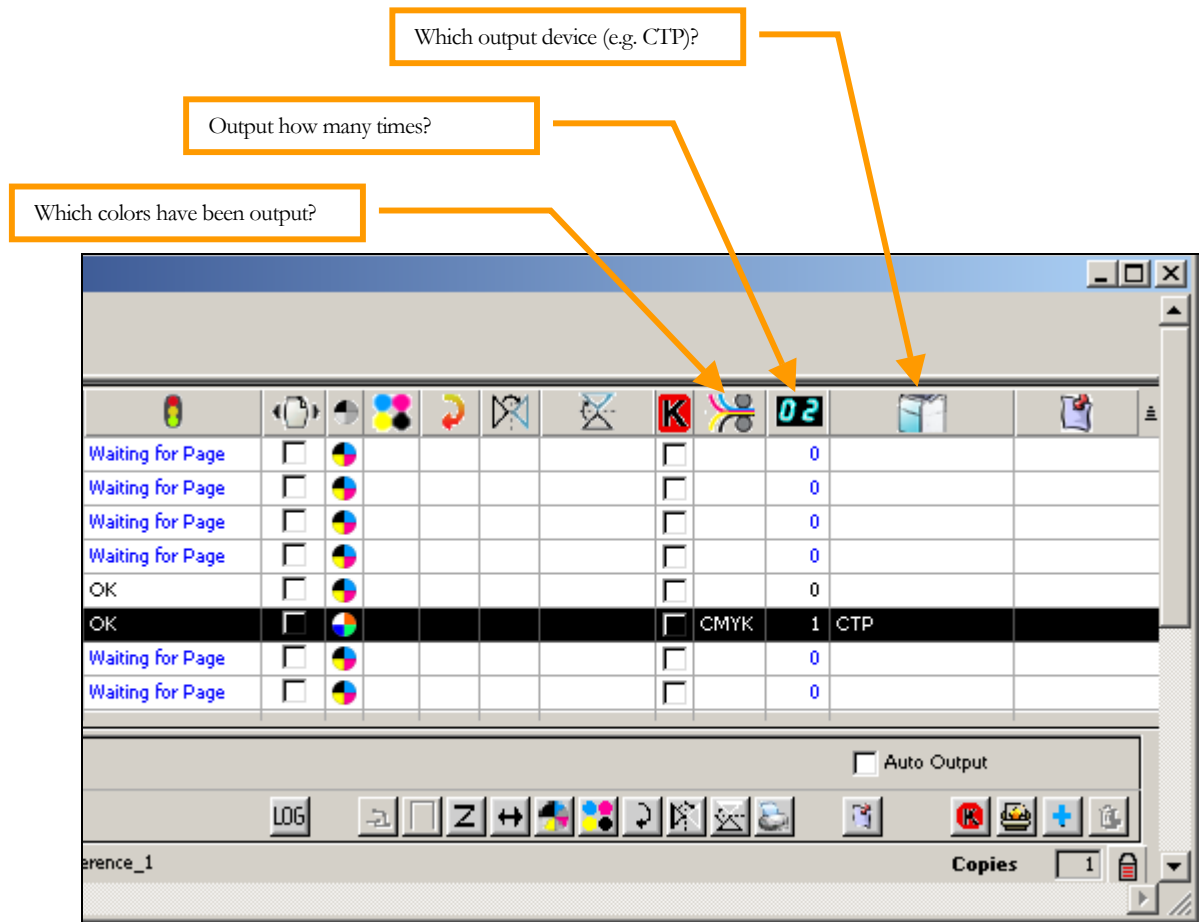 Which output device (e.g. CTP)?
Output how many times?
Which colors have been output?
K 02
Waiting for Page 0
Waiting for Page 0
Waiting for Page 0
Waiting for Page 0
OK 0
OK CMYK 1 CTP
Waiting for Page 0
Waiting for Page 0
Auto Output
LOG Z K
erence_1 Copies 1